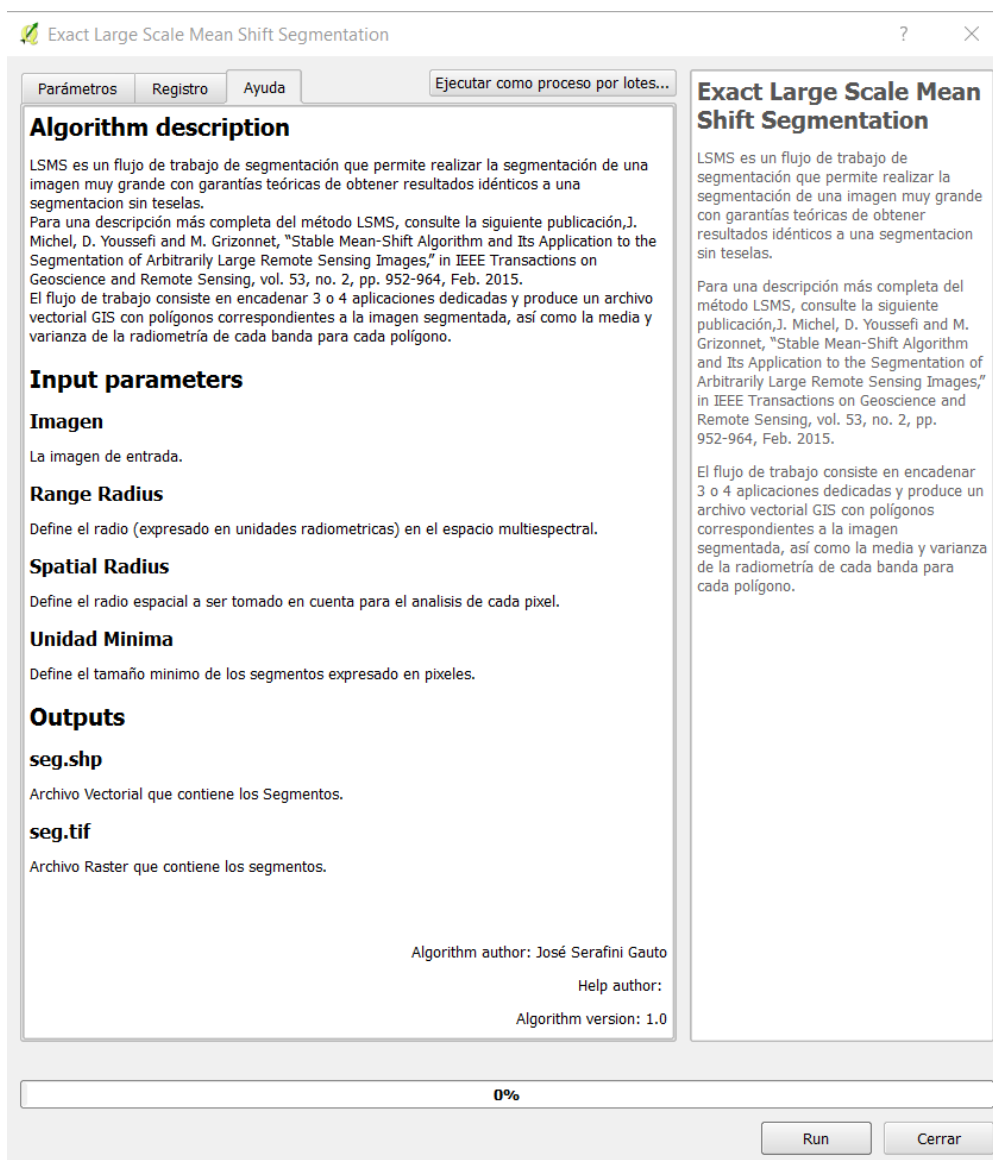 Exact Large Scale Mean Shift Segmentation
Parámetros
Registro
Ayuda
Ejecutar como proceso por lotes...
Algorithm description
LSMS es un flujo de trabajo de segmentación que permite realizar la segmentación de una
imagen muy grande con garantías teóricas de obtener resultados idénticos a una
segmentacion sin teselas.
Para una descripción más completa del método LSMS, consulte la siguiente publicación,J.
Michel, D. Youssefi and M. Grizonnet, “Stable Mean-Shift Algorithm and Its Application to the
Segmentation of Arbitrarily Large Remote Sensing Images,” in IEEE Transactions on
Geoscience and Remote Sensing, vol. 53, no. 2, pp. 952-964, Feb. 2015.
El flujo de trabajo consiste en encadenar 3 o 4 aplicaciones dedicadas y produce un archivo
vectorial GIS con polígonos correspondientes a la imagen segmentada, así como la media y
varianza de la radiometría de cada banda para cada polígono.
Input parameters
Imagen
La imagen de entrada.
Range Radius
Define el radio (expresado en unidades radiometricas) en el espacio multiespectral.
Spatial Radius
Define el radio espacial a ser tomado en cuenta para el analisis de cada pixel.
Unidad Minima
Define el tamaño minimo de los segmentos expresado en pixeles.
Outputs
seg.shp
Archivo Vectorial que contiene los Segmentos.
seg.tif
Archivo Raster que contiene los segmentos.
Algorithm author: José Serafini Gauto
Help author:
Algorithm version: 1.0
Exact Large Scale Mean
Shift Segmentation
LSMS es un flujo de trabajo de
segmentación que permite realizar la
segmentación de una imagen muy grande
con garantías teóricas de obtener
resultados idénticos a una segmentacion
sin teselas.
Para una descripción más completa del
método LSMS, consulte la siguiente
publicación,J. Michel, D. Youssefi and M.
Grizonnet, “Stable Mean-Shift Algorithm
and Its Application to the Segmentation of
Arbitrarily Large Remote Sensing Images,”
in IEEE Transactions on Geoscience and
Remote Sensing, vol. 53, no. 2, pp.
952-964, Feb. 2015.
El flujo de trabajo consiste en encadenar
3 o 4 aplicaciones dedicadas y produce un
archivo vectorial GIS con polígonos
correspondientes a la imagen
segmentada, así como la media y varianza
de la radiometría de cada banda para
cada polígono.
0%
Run
Cerrar